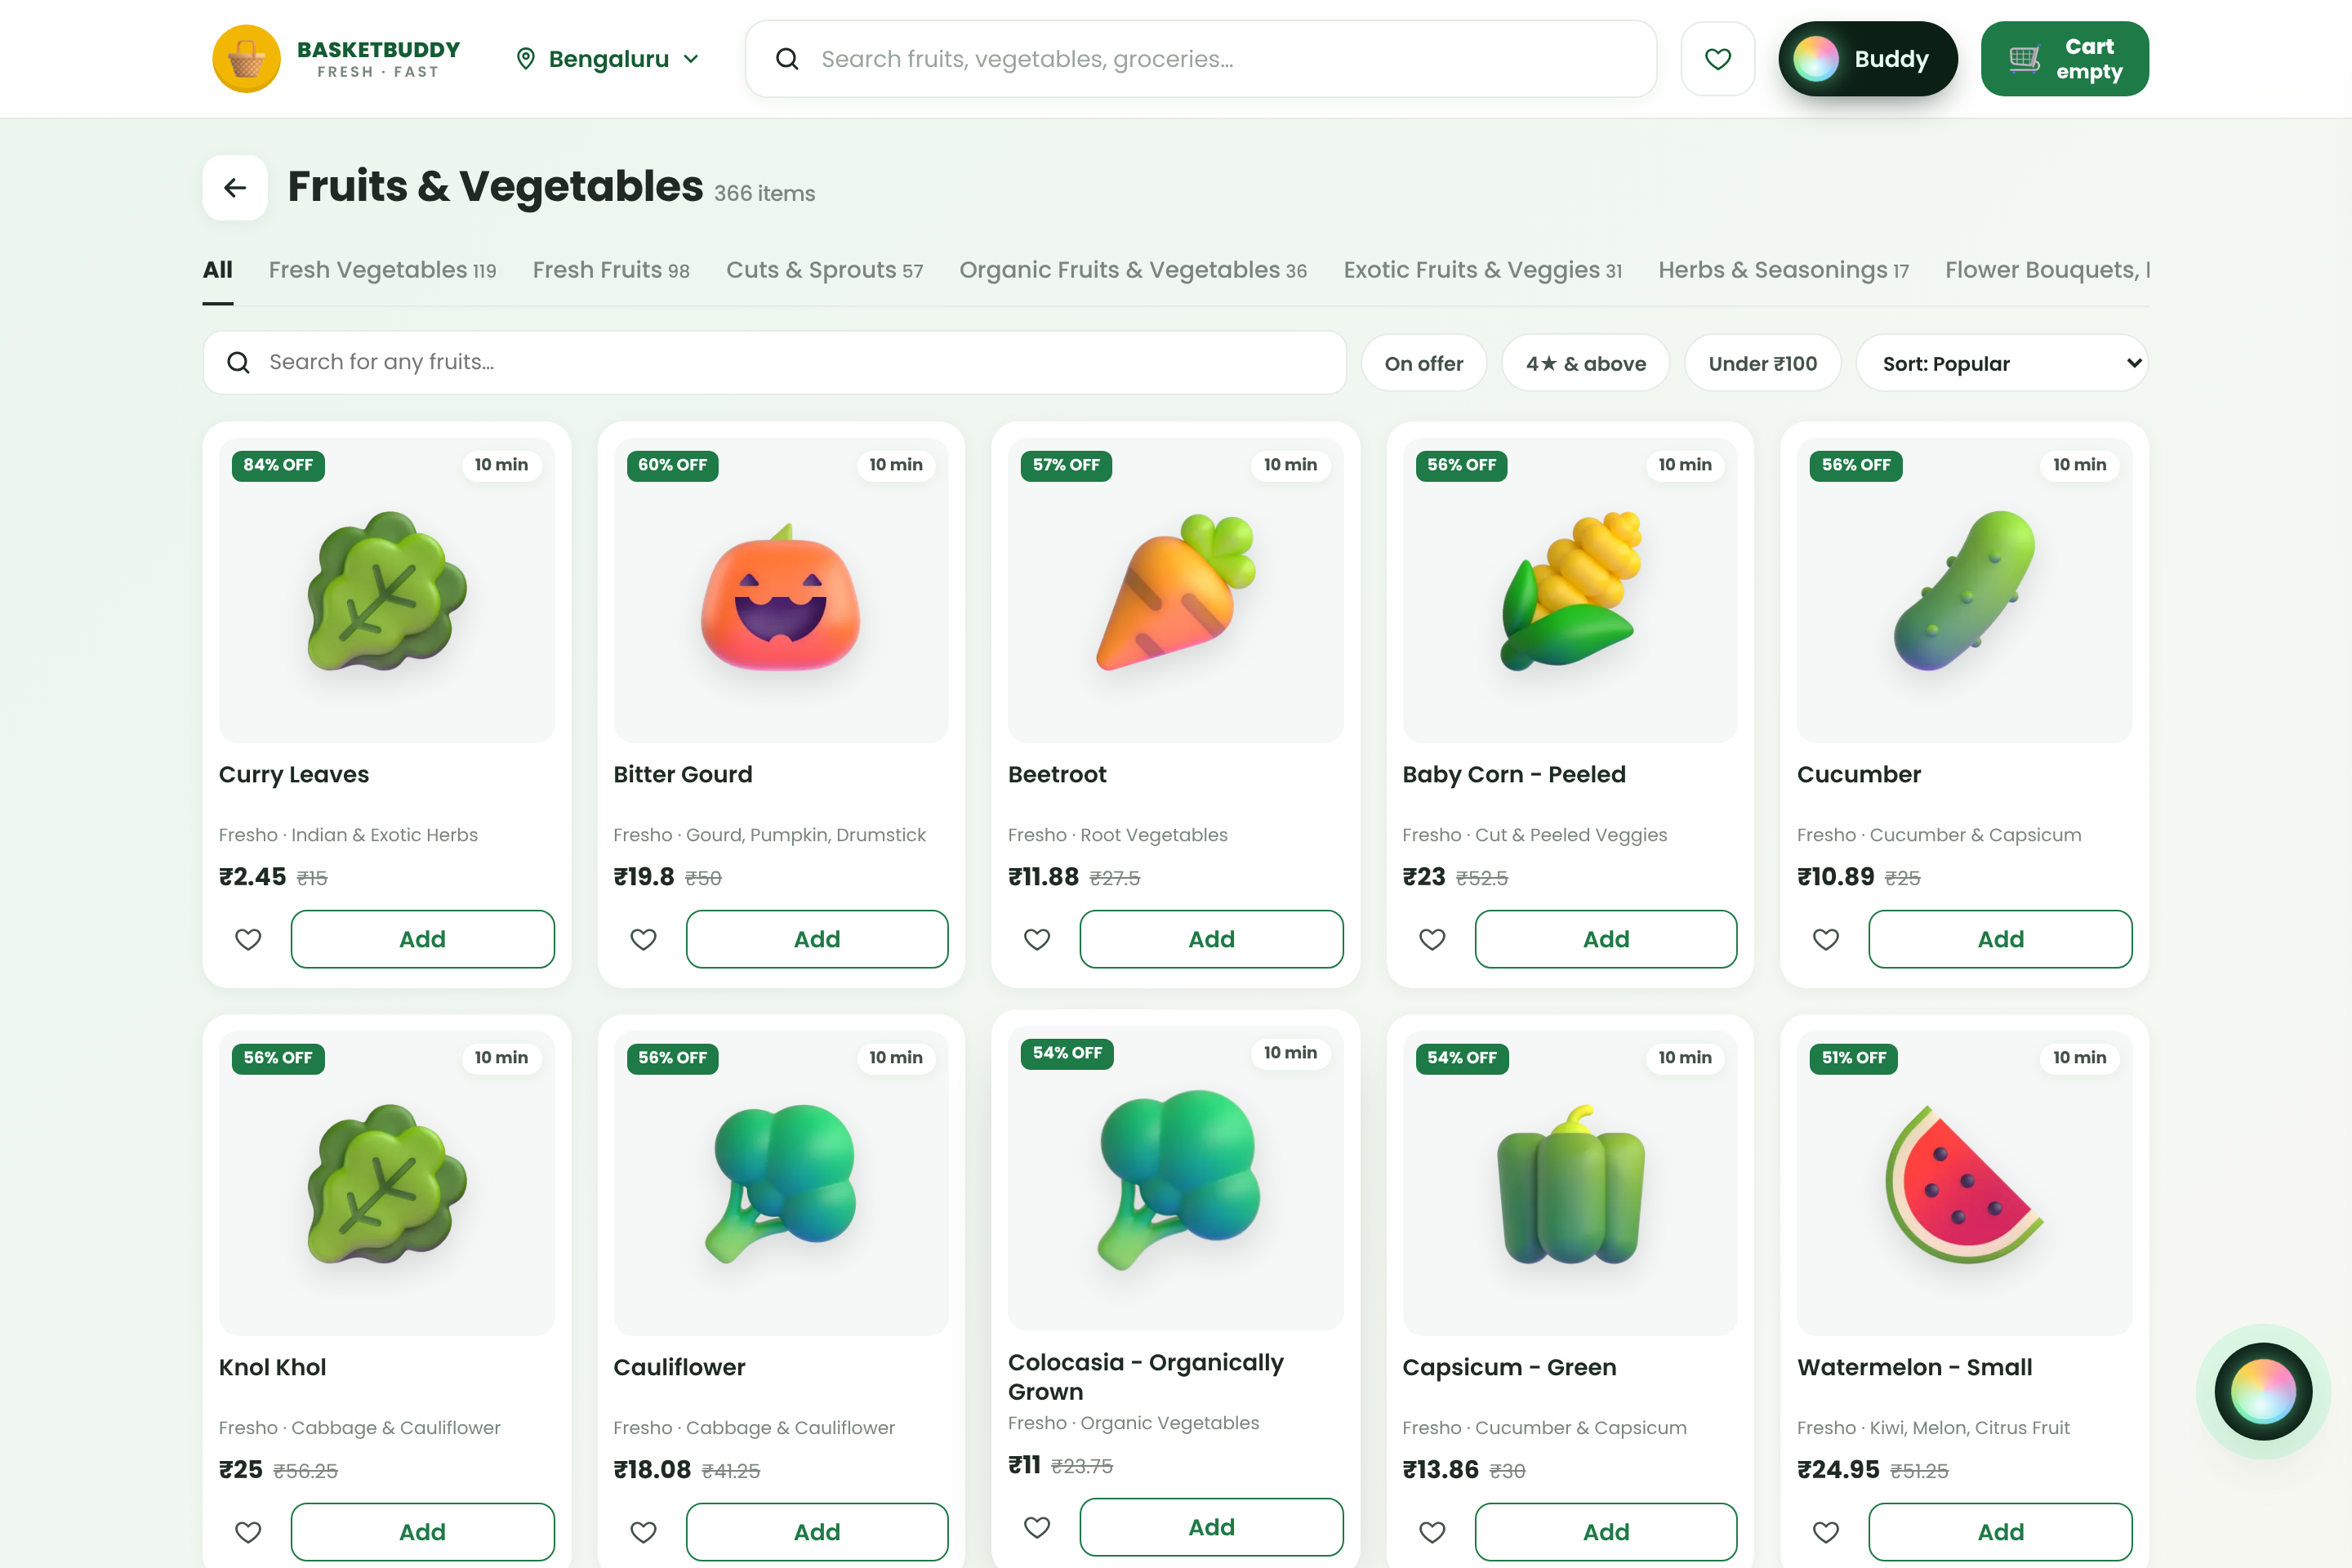 BASKETBUDDY
FRESH · FAST
Bengaluru
Search fruits, vegetables, groceries...
Buddy
Cart
empty
Fruits & Vegetables 366 items
All Fresh Vegetables 119 Fresh Fruits 98 Cuts & Sprouts 57 Organic Fruits & Vegetables 36 Exotic Fruits & Veggies 31 Herbs & Seasonings 17 Flower Bouquets,
Search for any fruits...
On offer
4★ & above
Under ₹100
Sort: Popular
84% OFF 10 min
Curry Leaves
Fresho · Indian & Exotic Herbs
₹2.45 ₹15
Add
60% OFF 10 min
Bitter Gourd
Fresho · Gourd, Pumpkin, Drumstick
₹19.8 ₹50
Add
57% OFF 10 min
Beetroot
Fresho · Root Vegetables
₹11.88 ₹27.5
Add
56% OFF 10 min
Baby Corn - Peeled
Fresho · Cut & Peeled Veggies
₹23 ₹52.5
Add
56% OFF 10 min
Cucumber
Fresho · Cucumber & Capsicum
₹10.89 ₹25
Add
56% OFF 10 min
Knol Khol
Fresho · Cabbage & Cauliflower
₹25 ₹56.25
Add
56% OFF 10 min
Cauliflower
Fresho · Cabbage & Cauliflower
₹18.08 ₹41.25
Add
54% OFF 10 min
Colocasia - Organically
Grown
Fresho · Organic Vegetables
₹11 ₹23.75
Add
54% OFF 10 min
Capsicum - Green
Fresho · Cucumber & Capsicum
₹13.86 ₹30
Add
51% OFF 10 min
Watermelon - Small
Fresho · Kiwi, Melon, Citrus Fruit
₹24.95 ₹51.25
Add